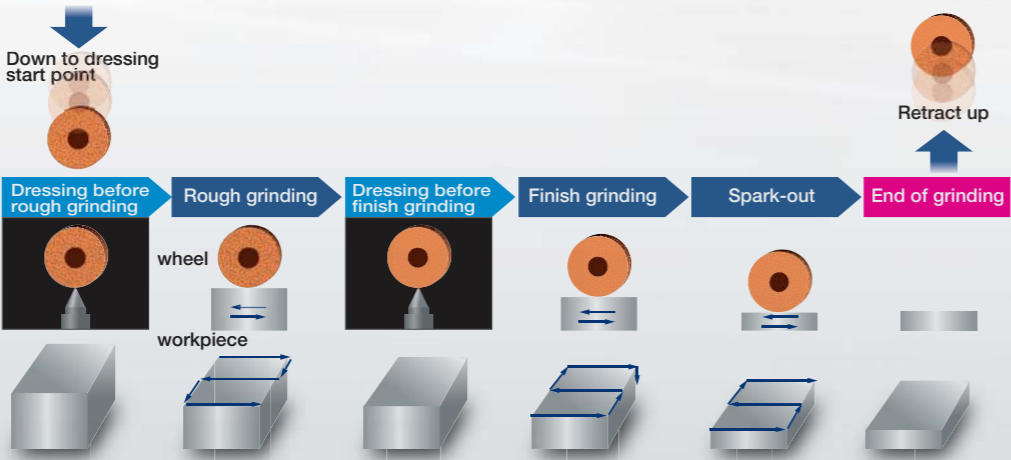 Down to dressing
start point
Retract up
Dressing before
rough grinding
Rough grinding
Dressing before
finish grinding
Finish grinding
Spark-out
End of grinding
wheel
workpiece